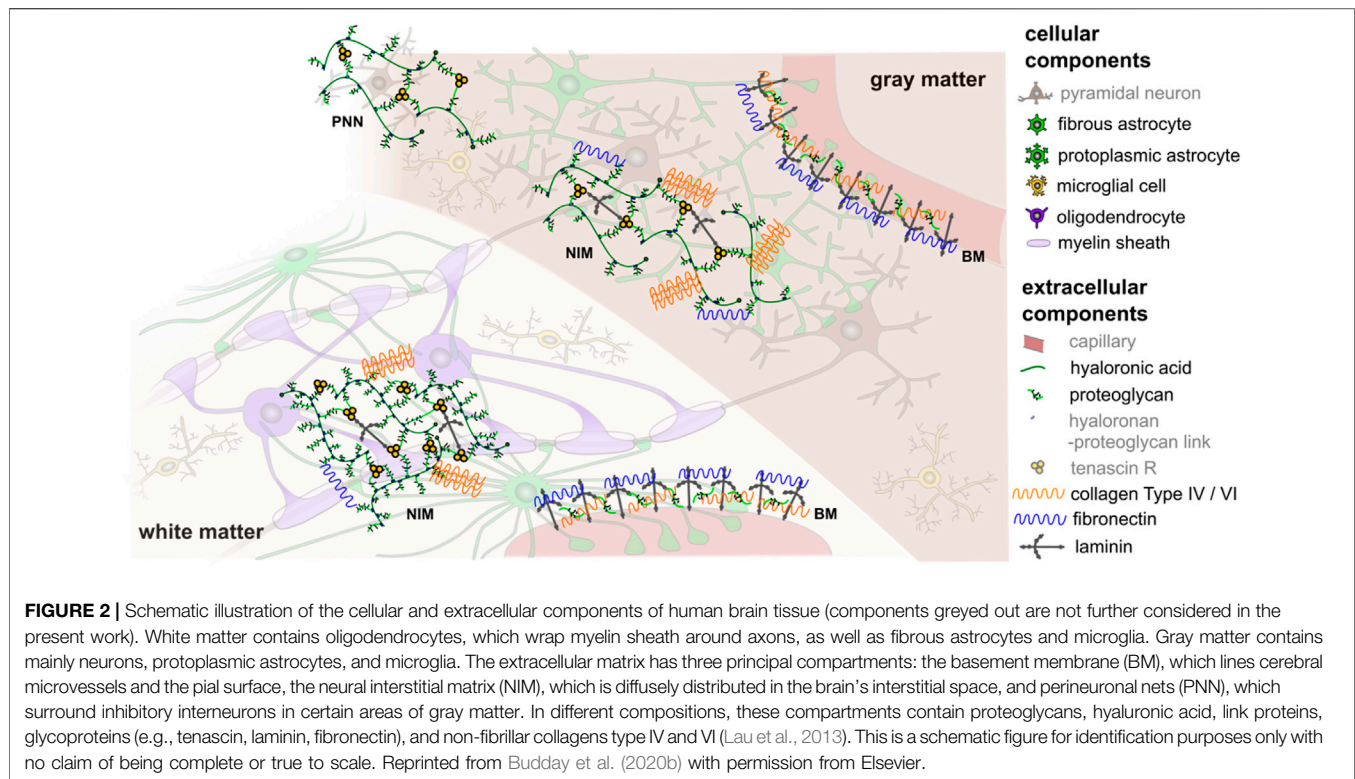 PNN
gray matter
NIM
BM
NIM
white matter
BM
cellular
components
pyramidal neuron
fibrous astrocyte
protoplasmic astrocyte
microglial cell
oligodendrocyte
myelin sheath
extracellular
components
capillary
hyaloronic acid
proteoglycan
hyaloronan
-proteoglycan link
tenascin R
collagen Type IV / VI
fibronectin
laminin
FIGURE 2 | Schematic illustration of the cellular and extracellular components of human brain tissue (components greyed out are not further considered in the
present work). White matter contains oligodendrocytes, which wrap myelin sheath around axons, as well as fibrous astrocytes and microglia. Gray matter contains
mainly neurons, protoplasmic astrocytes, and microglia. The extracellular matrix has three principal compartments: the basement membrane (BM), which lines cerebral
microvessels and the pial surface, the neural interstitial matrix (NIM), which is diffusely distributed in the brain's interstitial space, and perineuronal nets (PNN), which
surround inhibitory interneurons in certain areas of gray matter. In different compositions, these compartments contain proteoglycans, hyaluronic acid, link proteins,
glycoproteins (e.g., tenascin, laminin, fibronectin), and non-fibrillar collagens type IV and VI (Lau et al., 2013). This is a schematic figure for identification purposes only with
no claim of being complete or true to scale. Reprinted from Budday et al. (2020b) with permission from Elsevier.